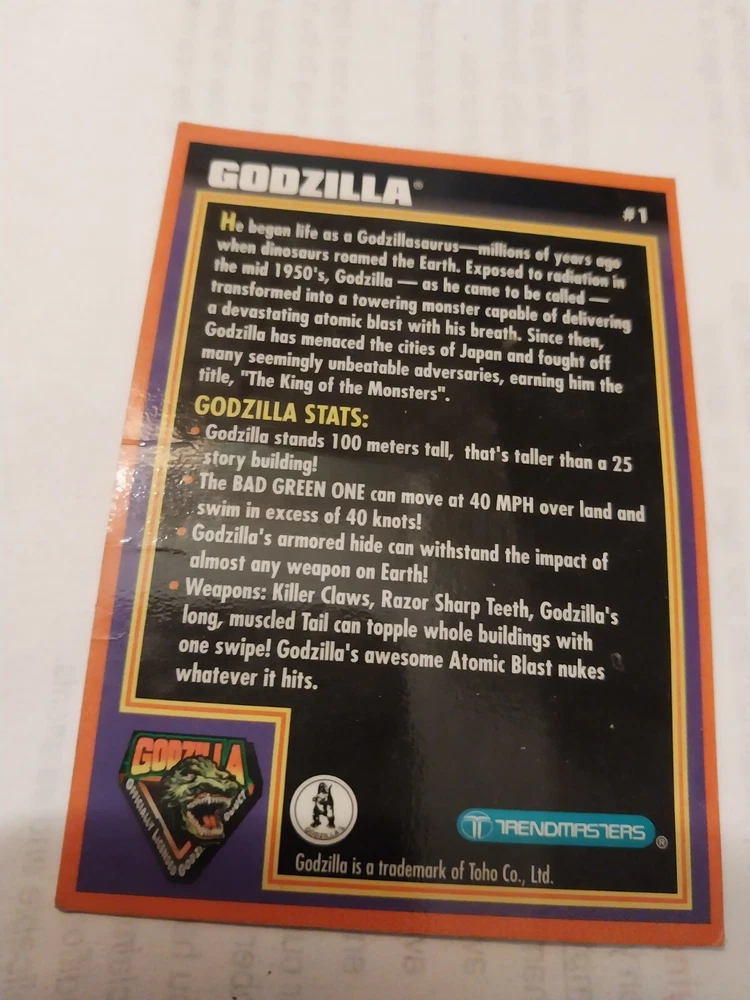 GODZILLA®
#1
He began life as a Godzillasaurus—millions of years ago
when dinosaurs roamed the Earth. Exposed to radiation in
the mid 1950's, Godzilla — as he came to be called —
transformed into a towering monster capable of delivering
a devastating atomic blast with his breath. Since then,
Godzilla has menaced the cities of Japan and fought off
many seemingly unbeatable adversaries, earning him the
title, "The King of the Monsters".
GODZILLA STATS:
• Godzilla stands 100 meters tall, that's taller than a 25
story building!
• The BAD GREEN ONE can move at 40 MPH over land and
swim in excess of 40 knots!
• Godzilla's armored hide can withstand the impact of
almost any weapon on Earth!
• Weapons: Killer Claws, Razor Sharp Teeth, Godzilla's
long, muscled Tail can topple whole buildings with
one swipe! Godzilla's awesome Atomic Blast nukes
whatever it hits.
GODZILLA
OFFICIALLY LICENSED
GODZILLA
TRENDMASTERS®
Godzilla is a trademark of Toho Co., Ltd.